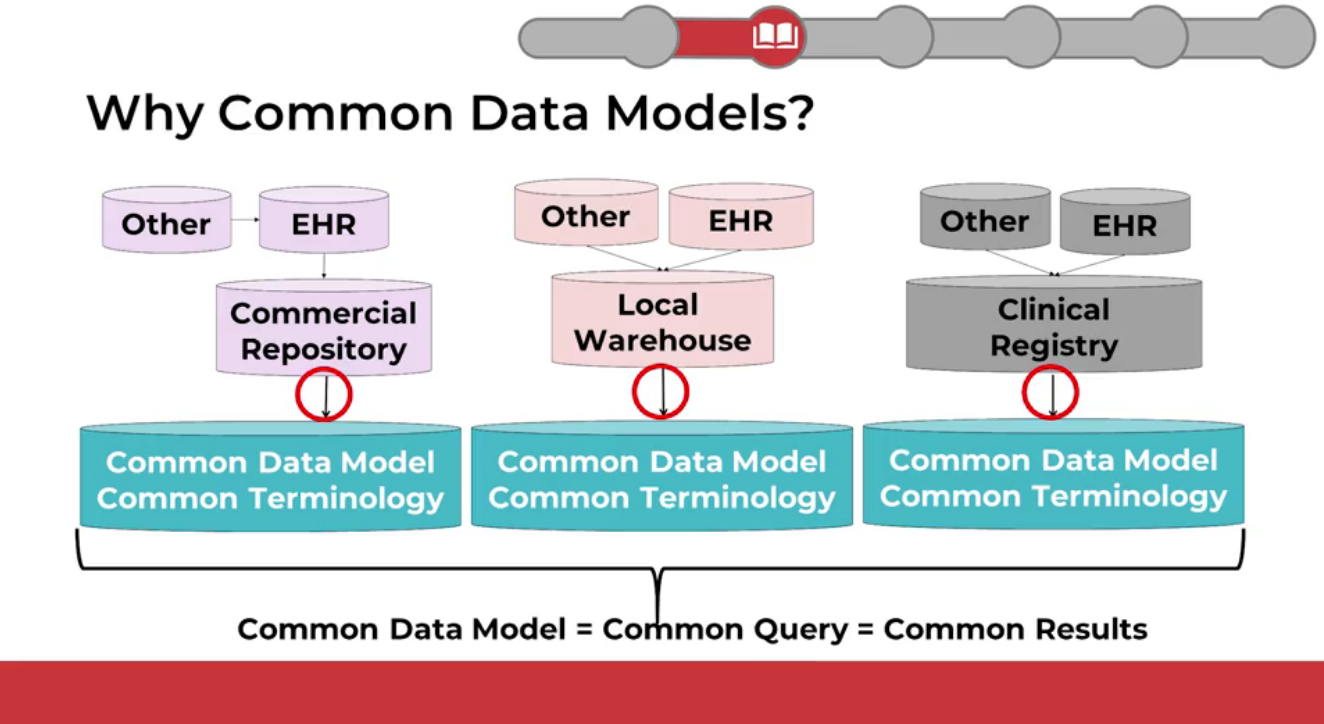 Why Common Data Models?
Other
EHR
Commercial
Repository
Common Data Model
Common Terminology
Other
EHR
Local
Warehouse
Common Data Model
Common Terminology
Other
EHR
Clinical
Registry
Common Data Model
Common Terminology
Common Data Model = Common Query = Common Results